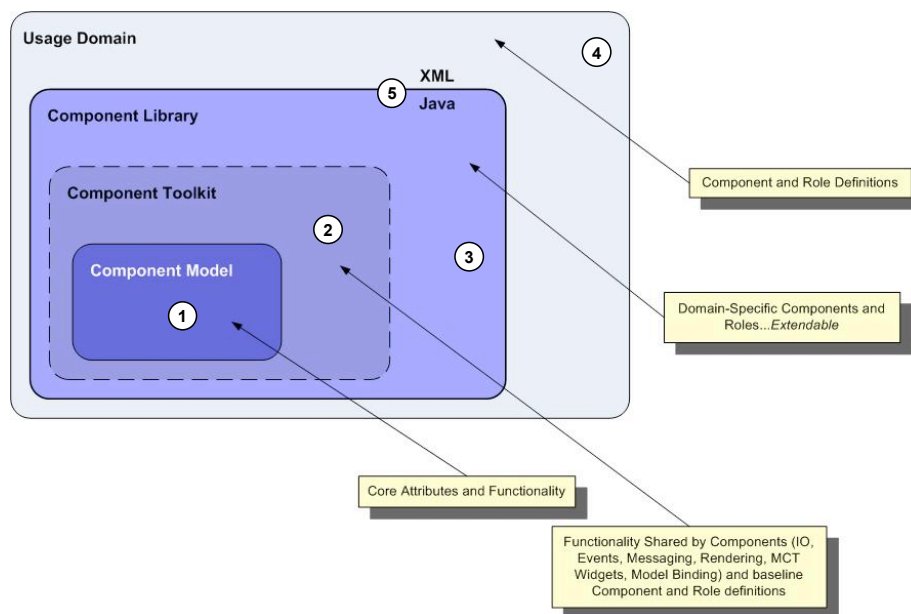 Usage Domain
4
XML
5
Java
Component Library
Component Toolkit
2
3
Component Model
1
Component and Role Definitions
Domain-Specific Components and
Roles...Extendable
Core Attributes and Functionality
Functionality Shared by Components (IO,
Events, Messaging, Rendering, MCT
Widgets, Model Binding) and baseline
Component and Role definitions